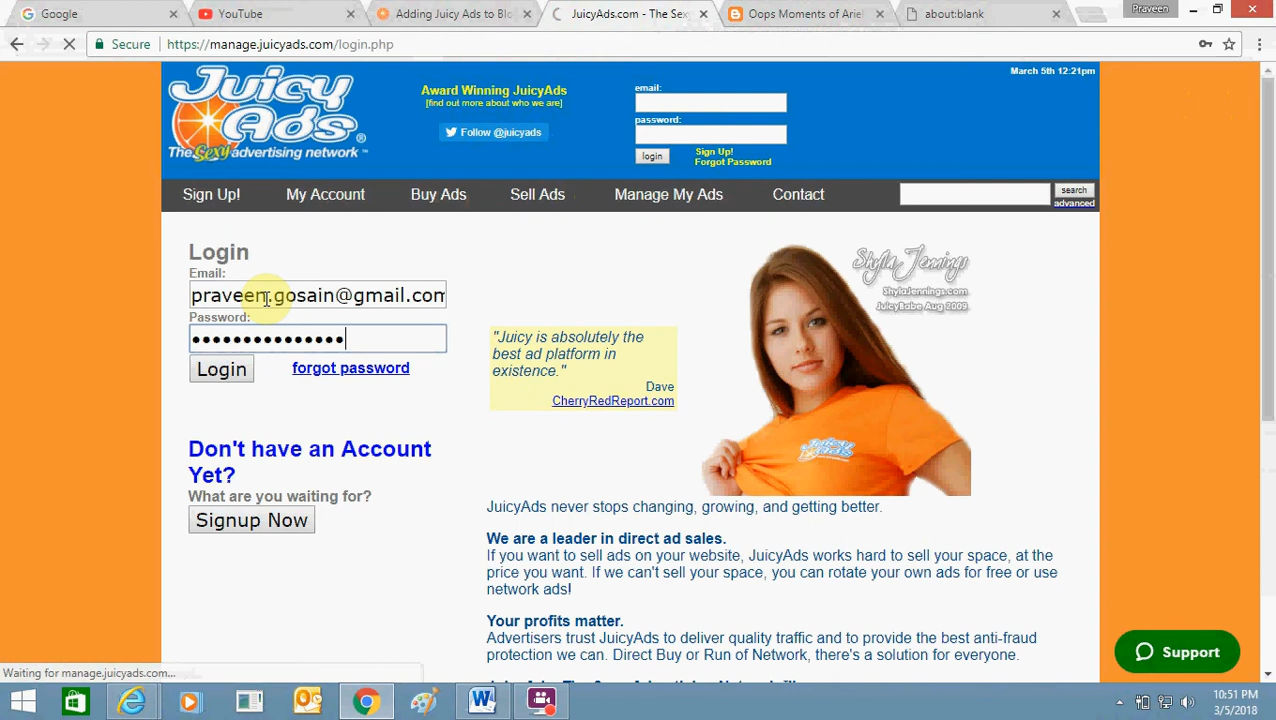 Google
YouTube
Adding JuicyAds to Blo
JuicyAds.com - The Sex
Oops Moments of Ariel
about:blank
Praveen
Secure
https://manage.juicyads.com/login.php
Juicy
Ads
The Sexy advertising network™
Award Winning JuicyAds
[find out more about who we are]
Follow @juicyads
email:
password:
login
Sign Up!
Forgot Password
March 5th 12:21pm
Sign Up!
My Account
Buy Ads
Sell Ads
Manage My Ads
Contact
search
advanced
Login
Email:
praveen.gosain@gmail.com
Password:
•••••••••••••••
Login
forgot password
Don't have an Account
Yet?
What are you waiting for?
Signup Now
"Juicy is absolutely the
best ad platform in
existence."
Dave
CherryRedReport.com
Shyla Jennings
ShylaJennings.com
JuicyBabe Aug 2009
Juicy
Ads
JuicyAds never stops changing, growing, and getting better.
We are a leader in direct ad sales.
If you want to sell ads on your website, JuicyAds works hard to sell your space, at the
price you want. If we can't sell your space, you can rotate your own ads for free or use
network ads!
Your profits matter.
Advertisers trust JuicyAds to deliver quality traffic and to provide the best anti-fraud
protection we can. Direct Buy or Run of Network, there's a solution for everyone.
Support
Waiting for manage.juicyads.com...
10:51 PM
3/5/2018